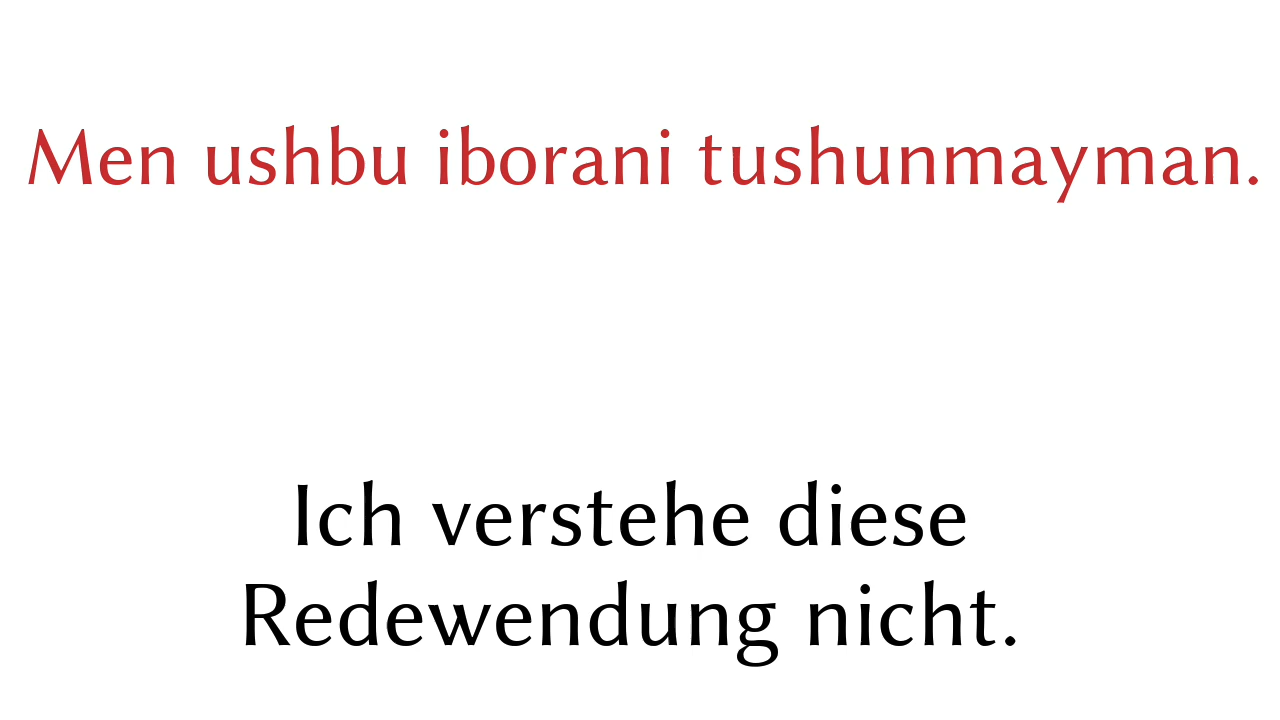 Men ushbu iborani tushunmayman.
Ich verstehe diese
Redewendung nicht.